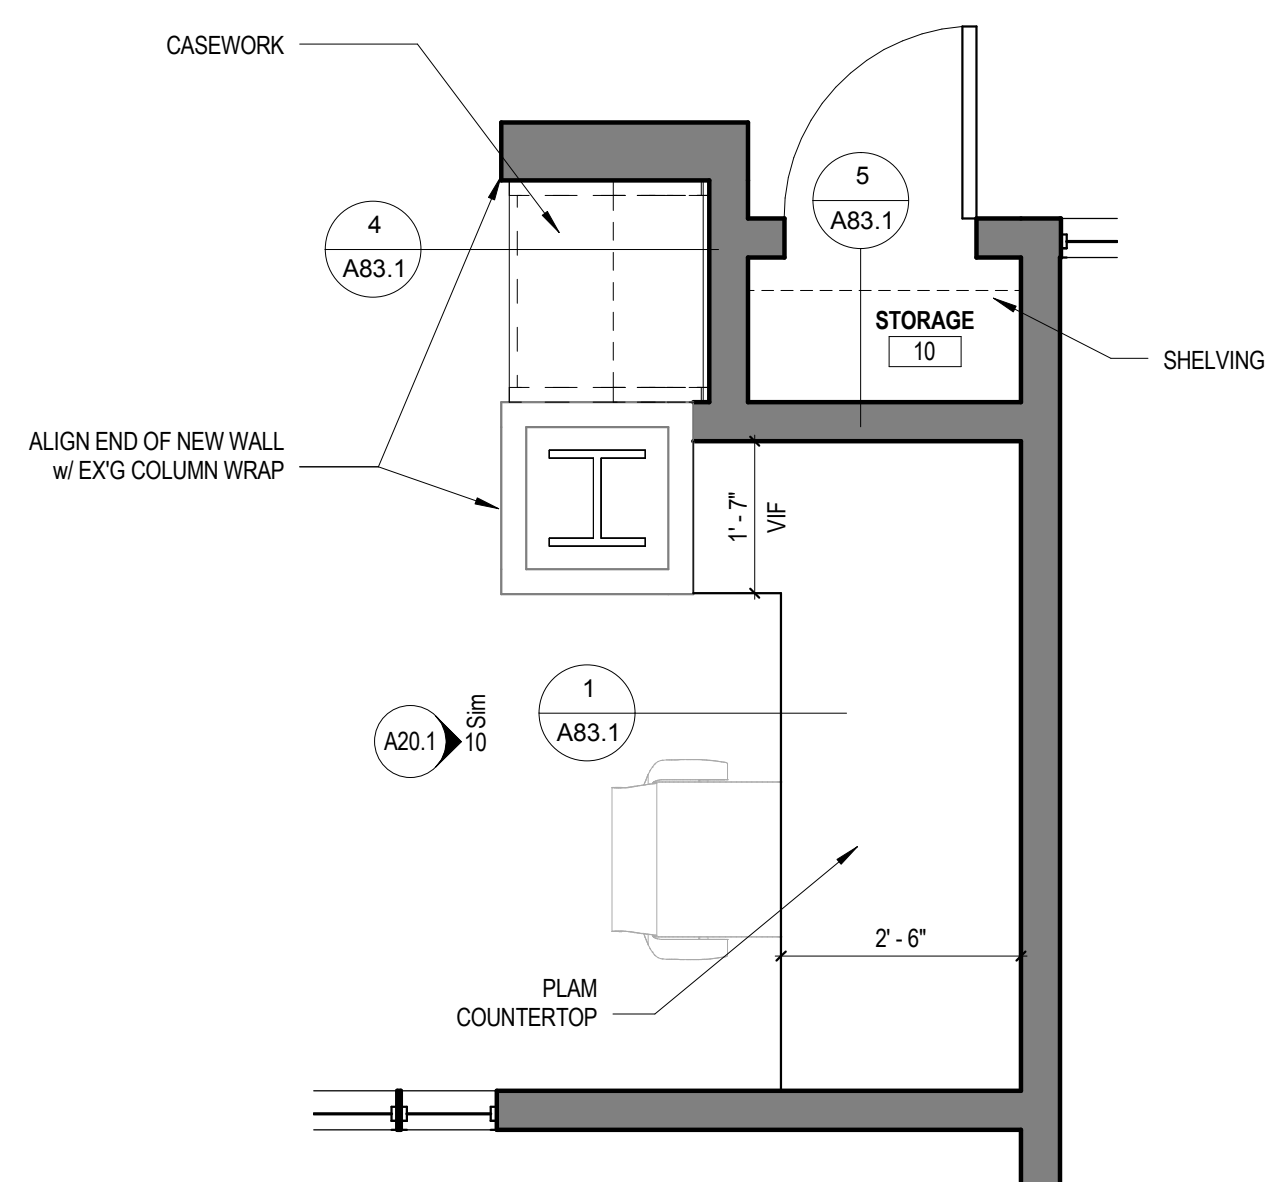 CASEWORK
5
A83.1
4
A83.1
STORAGE
10
SHELVING
ALIGN END OF NEW WALL
w/ EX'G COLUMN WRAP
1' - 7"
VIF
1
A83.1
A20.1
10
Sim
2' - 6"
PLAM
COUNTERTOP